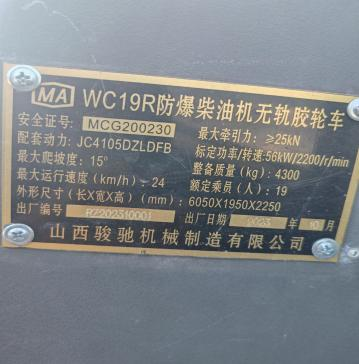 MA WC19R防爆柴油机无轨胶轮车
安全证号: MCG200230 最大牵引力: ≥25kN
配套动力: JC4105DZLDFB 标定功率/转速:56kW/2200/r/min
最大爬坡度: 15° 整备质量(kg): 4300
最大运行速度(km/h): 24 额定乘员(人): 19
外形尺寸(长X宽X高)(mm): 6050X1950X2250
出厂编号 RZ202310001 出厂日期 2023 年 10 月
山西骏驰机械制造有限公司